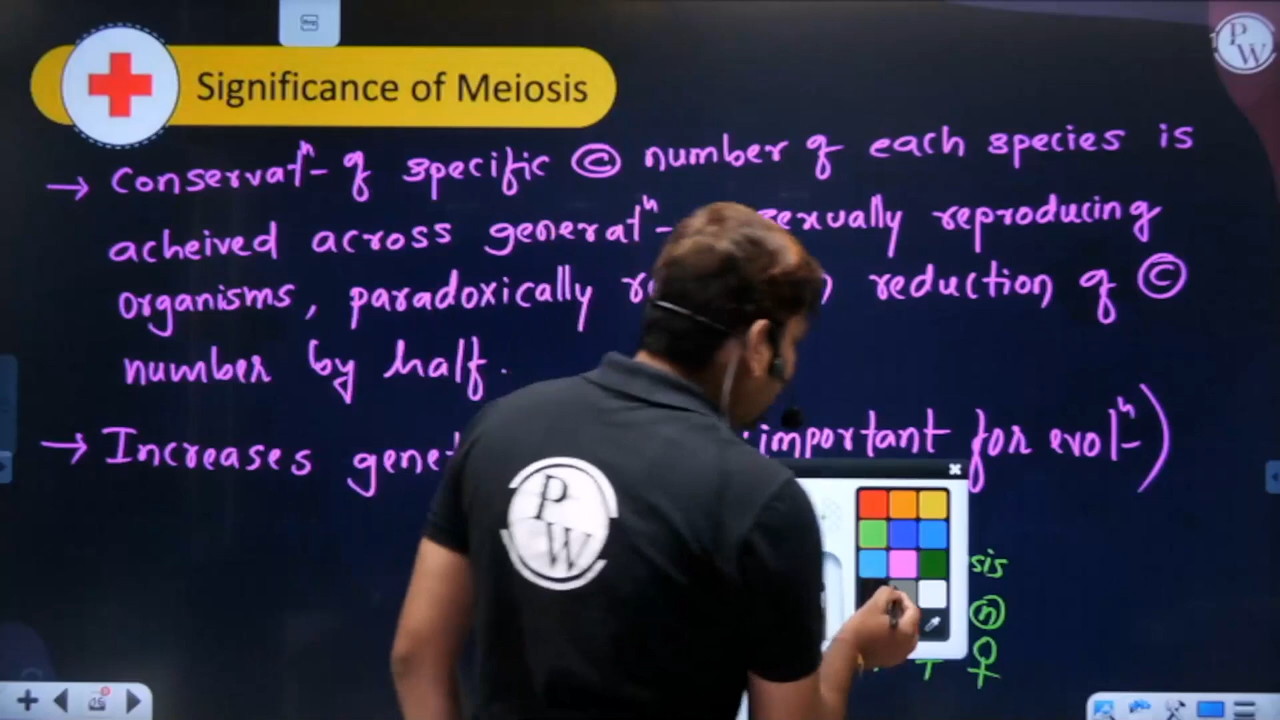 Significance of Meiosis
PW
→ Conservatⁿ- of specific © number of each species is
acheived across generatⁿ- sexually reproducing
organisms, paradoxically reduction of ©
number by half.
→ Increases important for evolⁿ-)
PW
sis
n
♀